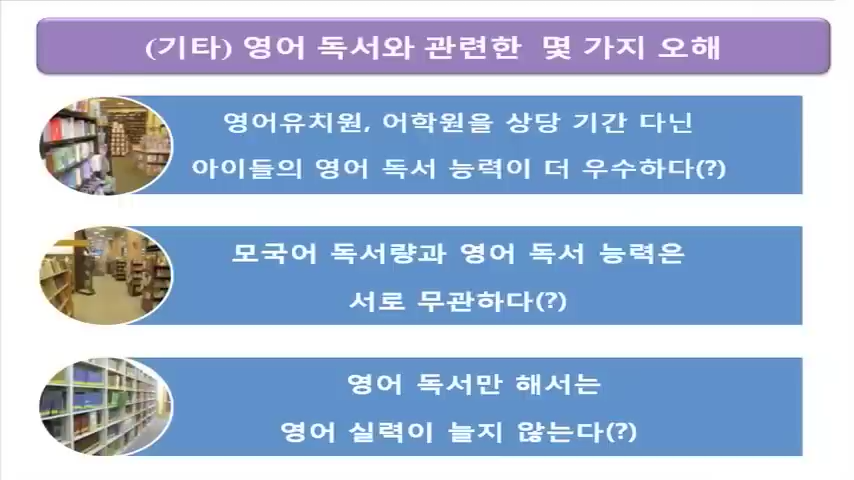 (기타) 영어 독서와 관련한 몇 가지 오해
영어유치원, 어학원을 상당 기간 다닌
아이들의 영어 독서 능력이 더 우수하다(?)
모국어 독서량과 영어 독서 능력은
서로 무관하다(?)
영어 독서만 해서는
영어 실력이 늘지 않는다(?)